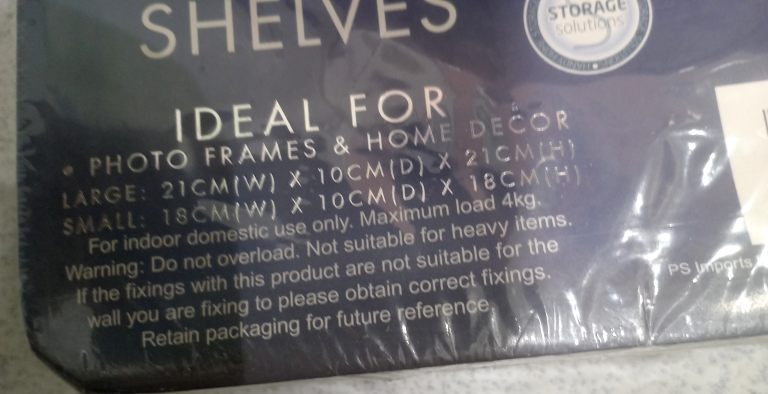 SHELVES
STORAGE
solutions
IDEAL FOR
• PHOTO FRAMES & HOME DECOR
LARGE: 21CM(W) X 10CM(D) X 21CM(H)
SMALL: 18CM(W) X 10CM(D) X 18CM(H)
For indoor domestic use only. Maximum load 4kg.
Warning: Do not overload. Not suitable for heavy items.
If the fixings with this product are not suitable for the
wall you are fixing to please obtain correct fixings.
Retain packaging for future reference.
PS Imports